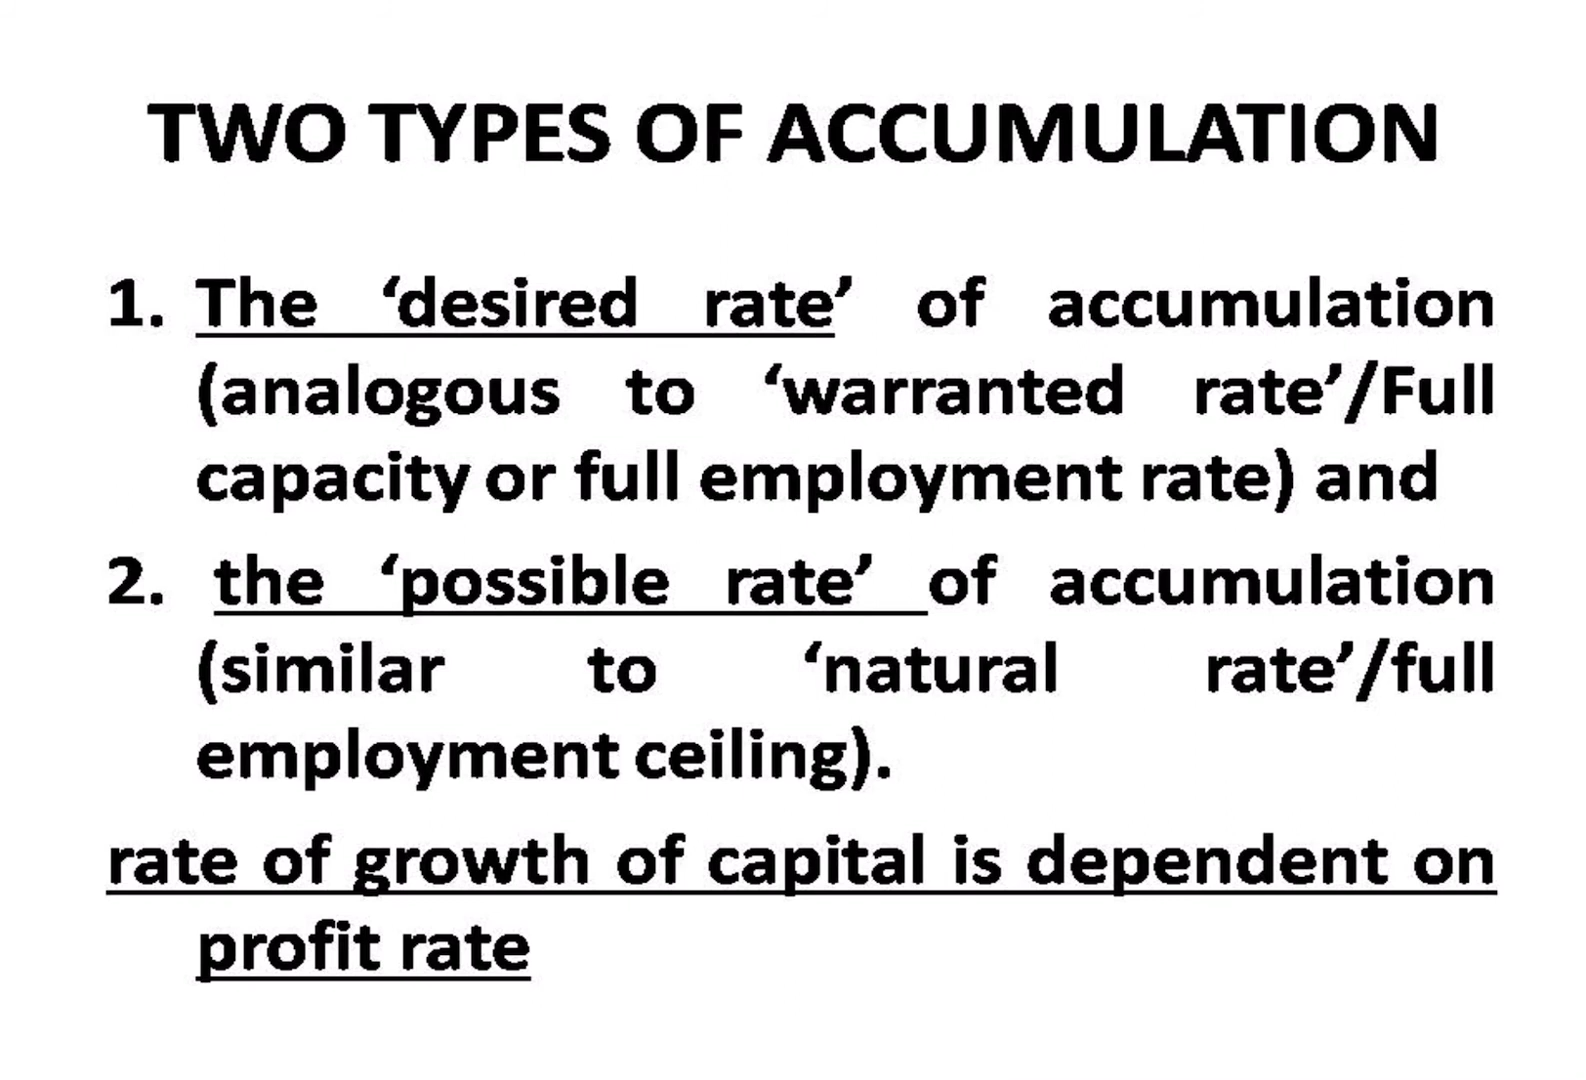 TWO TYPES OF ACCUMULATION
1. The ‘desired rate’ of accumulation
(analogous to ‘warranted rate’/Full
capacity or full employment rate) and
2. the ‘possible rate’ of accumulation
(similar to ‘natural rate’/full
employment ceiling).
rate of growth of capital is dependent on
profit rate